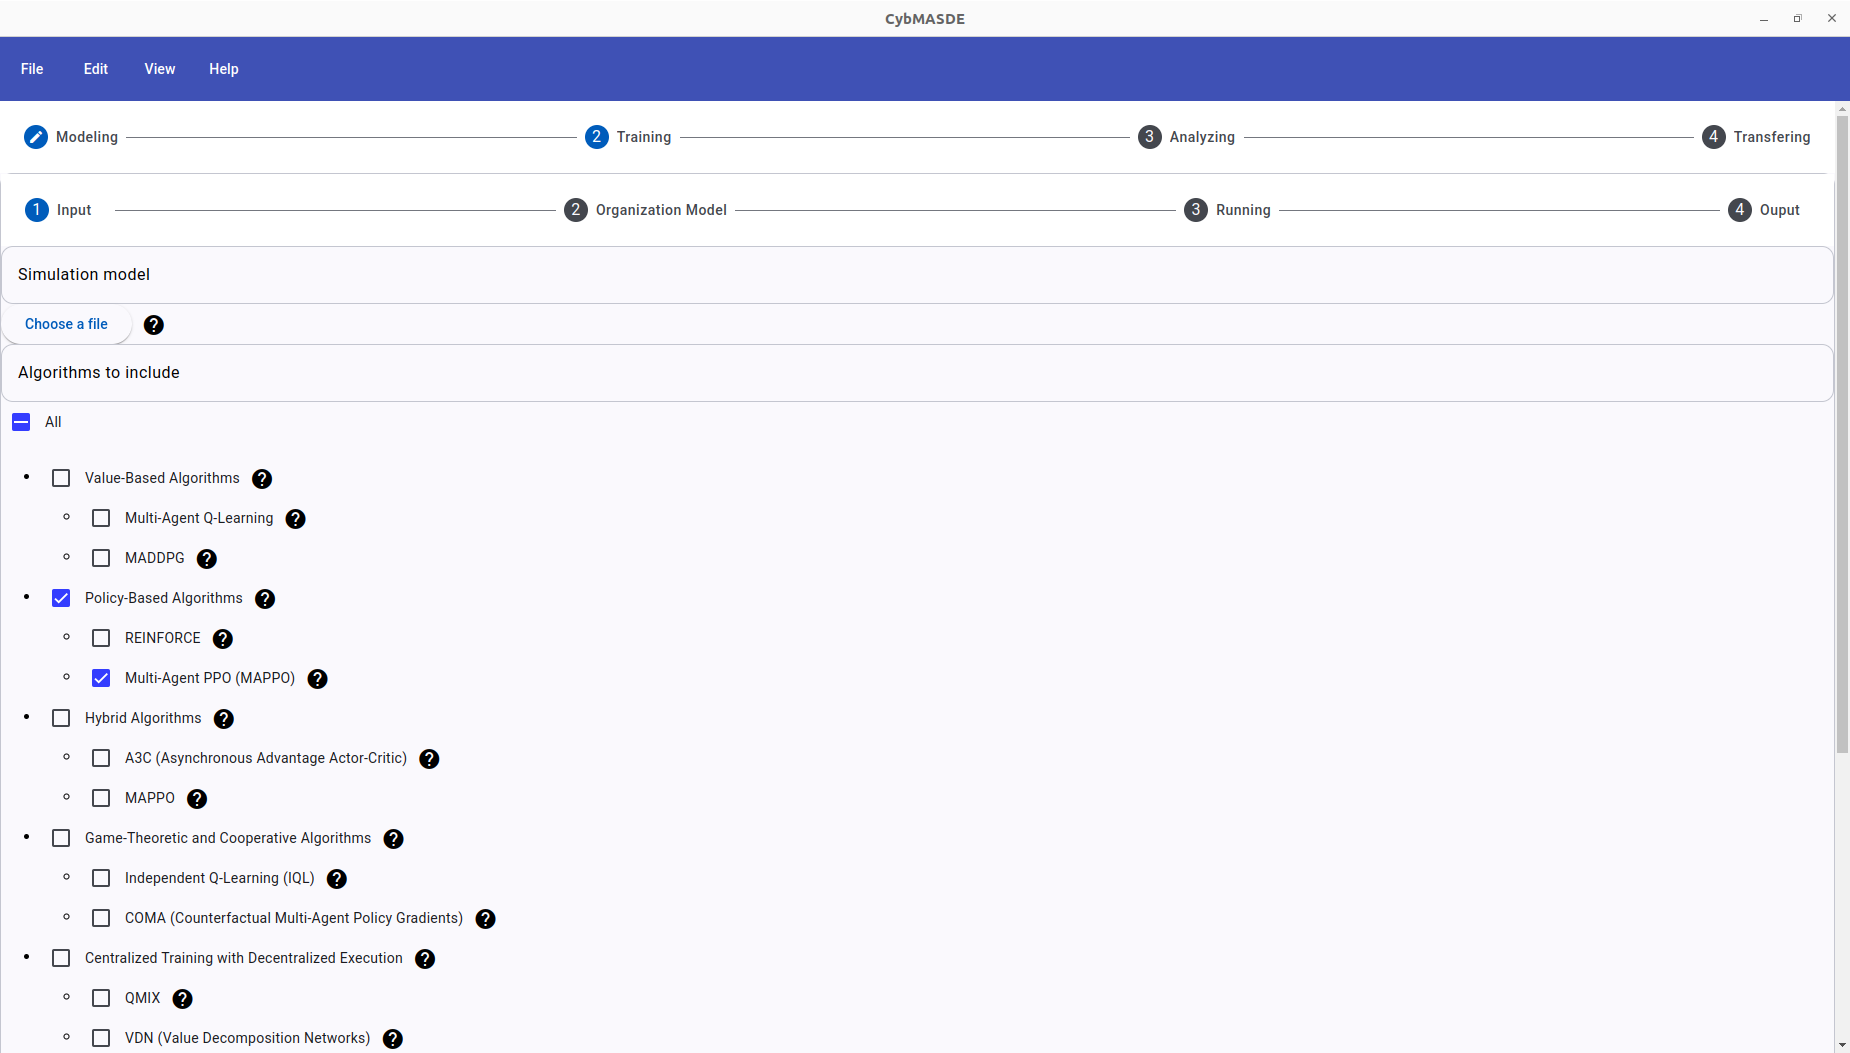 CybMASDE
File Edit View Help
Modeling 2 Training 3 Analyzing 4 Transfering
1 Input 2 Organization Model 3 Running 4 Ouput
Simulation model
Choose a file ?
Algorithms to include
All
Value-Based Algorithms ?
Multi-Agent Q-Learning ?
MADDPG ?
Policy-Based Algorithms ?
REINFORCE ?
Multi-Agent PPO (MAPPO) ?
Hybrid Algorithms ?
A3C (Asynchronous Advantage Actor-Critic) ?
MAPPO ?
Game-Theoretic and Cooperative Algorithms ?
Independent Q-Learning (IQL) ?
COMA (Counterfactual Multi-Agent Policy Gradients) ?
Centralized Training with Decentralized Execution ?
QMIX ?
VDN (Value Decomposition Networks) ?